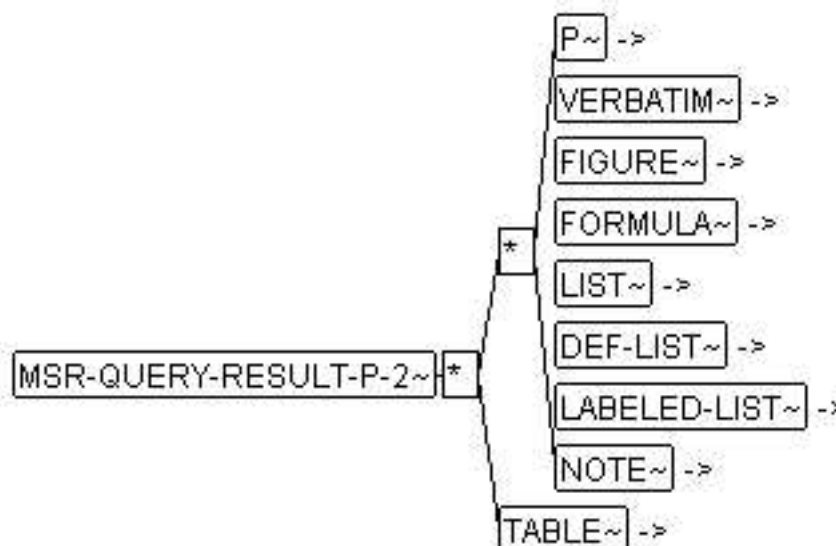 P~ ->
VERBATIM~ ->
FIGURE~ ->
FORMULA~ ->
*
LIST~ ->
DEF-LIST~ ->
MSR-QUERY-RESULT-P-2~ *
LABELED-LIST~ ->
NOTE~ ->
TABLE~ ->